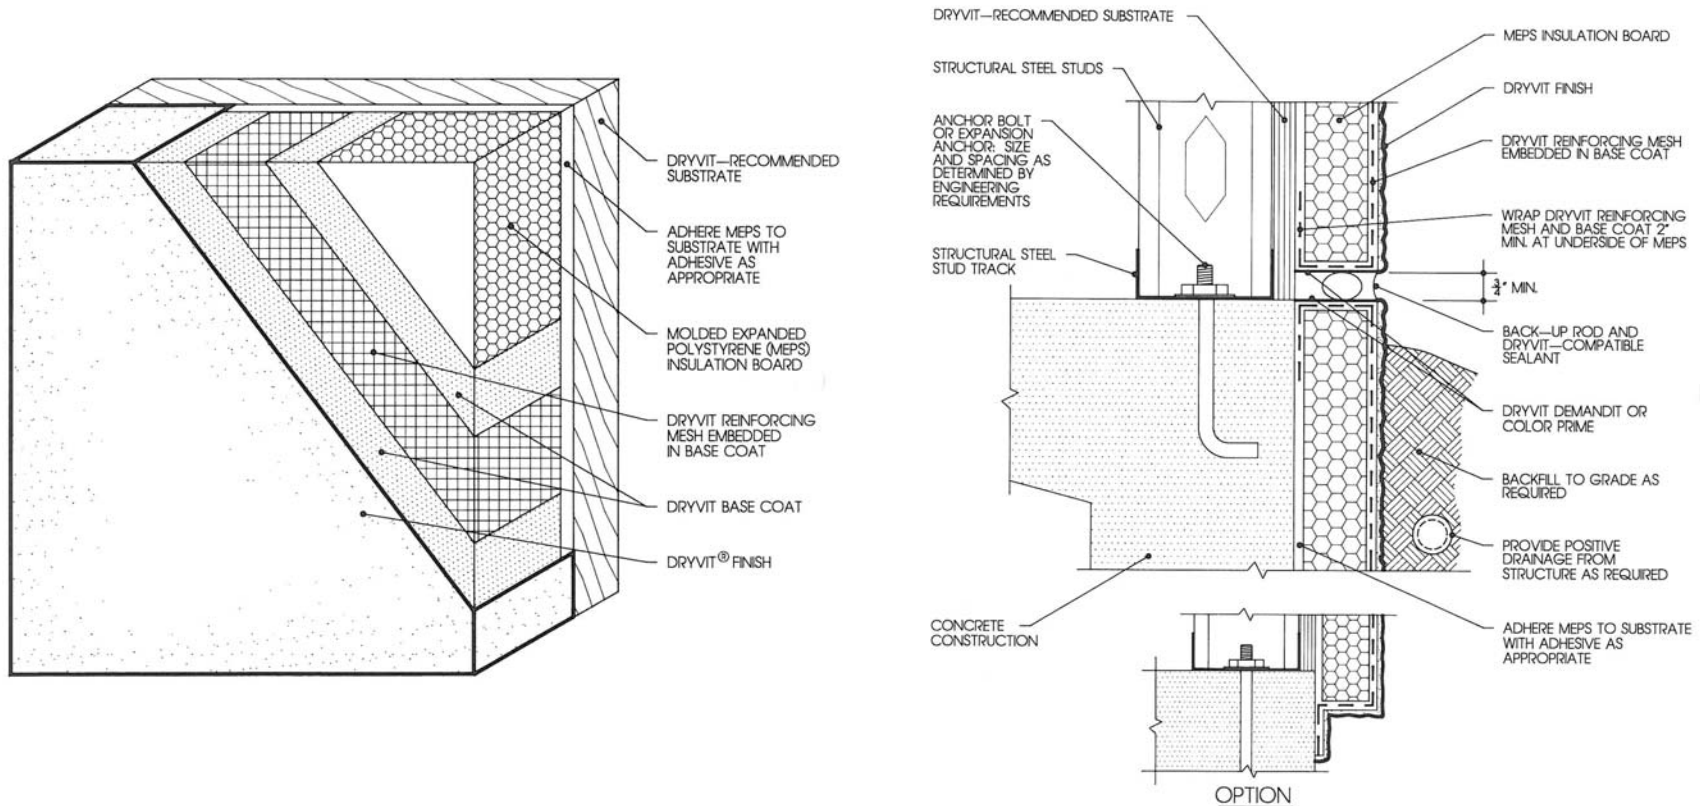 DRYVIT—RECOMMENDED
SUBSTRATE
ADHERE MEPS TO
SUBSTRATE WITH
ADHESIVE AS
APPROPRIATE
MOLDED EXPANDED
POLYSTYRENE (MEPS)
INSULATION BOARD
DRYVIT REINFORCING
MESH EMBEDDED
IN BASE COAT
DRYVIT BASE COAT
DRYVIT® FINISH
DRYVIT—RECOMMENDED SUBSTRATE
STRUCTURAL STEEL STUDS
ANCHOR BOLT
OR EXPANSION
ANCHOR: SIZE
AND SPACING AS
DETERMINED BY
ENGINEERING
REQUIREMENTS
STRUCTURAL STEEL
STUD TRACK
CONCRETE
CONSTRUCTION
MEPS INSULATION BOARD
DRYVIT FINISH
DRYVIT REINFORCING MESH
EMBEDDED IN BASE COAT
WRAP DRYVIT REINFORCING
MESH AND BASE COAT 2"
MIN. AT UNDERSIDE OF MEPS
3/4" MIN.
BACK—UP ROD AND
DRYVIT—COMPATIBLE
SEALANT
DRYVIT DEMANDIT OR
COLOR PRIME
BACKFILL TO GRADE AS
REQUIRED
PROVIDE POSITIVE
DRAINAGE FROM
STRUCTURE AS REQUIRED
ADHERE MEPS TO SUBSTRATE
WITH ADHESIVE AS
APPROPRIATE
OPTION